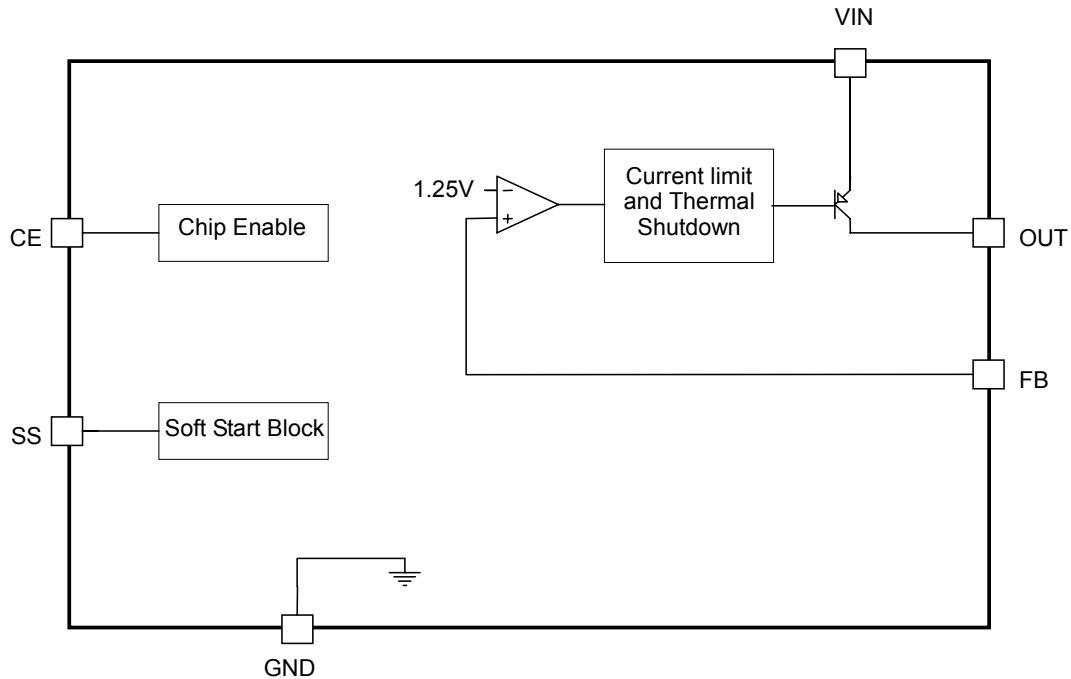 VIN
1.25V
−
+
Current limit
and Thermal
Shutdown
CE
Chip Enable
OUT
FB
SS
Soft Start Block
GND